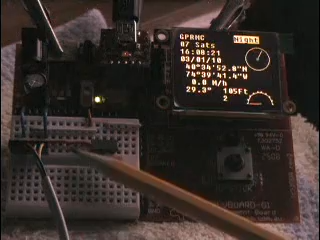 GPRMC Night
07 Sats
16:08:21
03/01/10
40°34'52.8"N
74°39'41.4"W
0.0 M/h
29.3" 105Ft
2